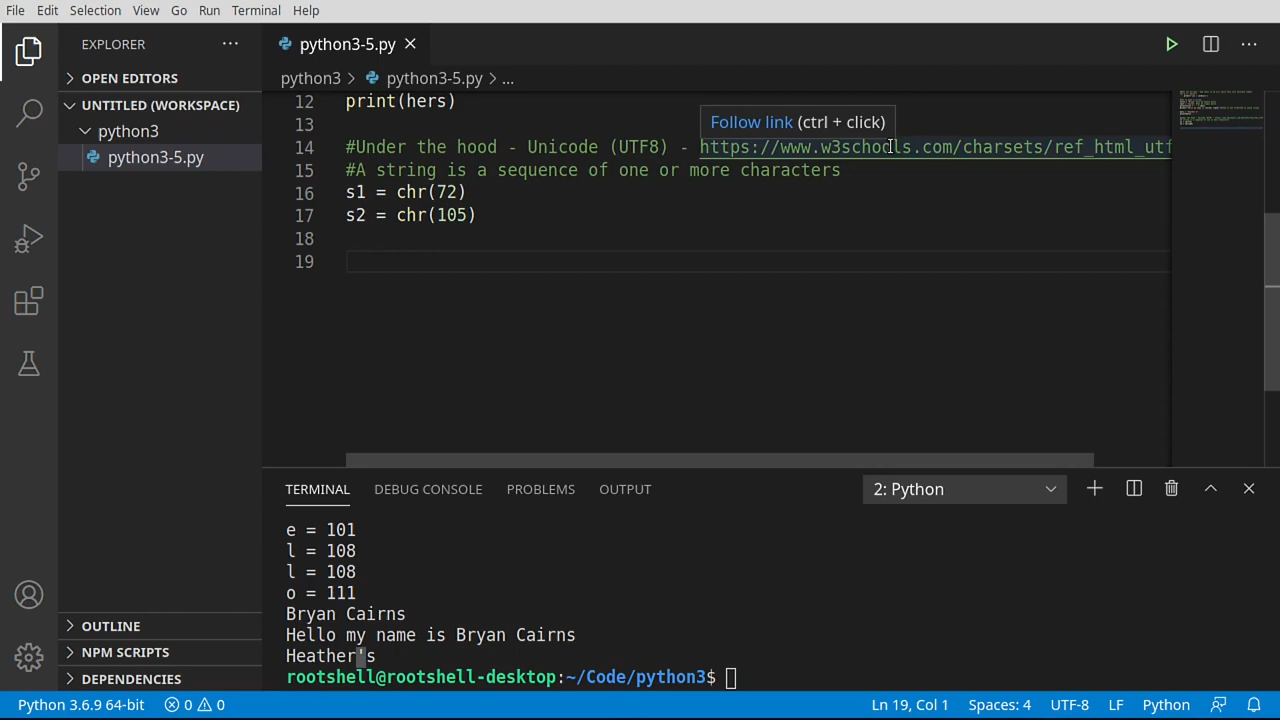 File Edit Selection View Go Run Terminal Help
EXPLORER ···
python3-5.py
OPEN EDITORS
python3 > python3-5.py > ...
UNTITLED (WORKSPACE)
python3
python3-5.py
12 print(hers)
Follow link (ctrl + click)
13
14 #Under the hood - Unicode (UTF8) - https://www.w3schools.com/charsets/ref_html_utf
15 #A string is a sequence of one or more characters
16 s1 = chr(72)
17 s2 = chr(105)
18
19
TERMINAL DEBUG CONSOLE PROBLEMS OUTPUT 2: Python
e = 101
l = 108
l = 108
o = 111
Bryan Cairns
Hello my name is Bryan Cairns
Heather's
rootshell@rootshell-desktop:~/Code/python3$
OUTLINE
NPM SCRIPTS
DEPENDENCIES
Python 3.6.9 64-bit 0 0 Ln 19, Col 1 Spaces: 4 UTF-8 LF Python